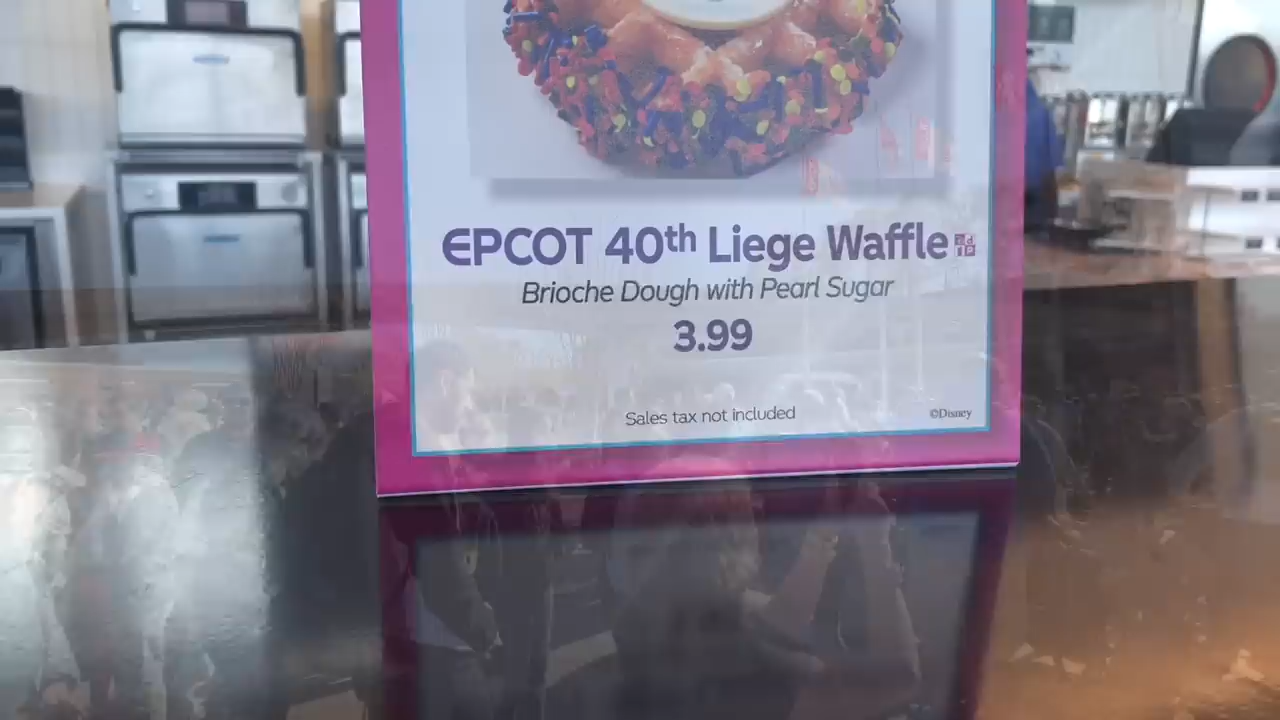 EPCOT 40th Liege Waffle
Brioche Dough with Pearl Sugar
3.99
Sales tax not included
©Disney